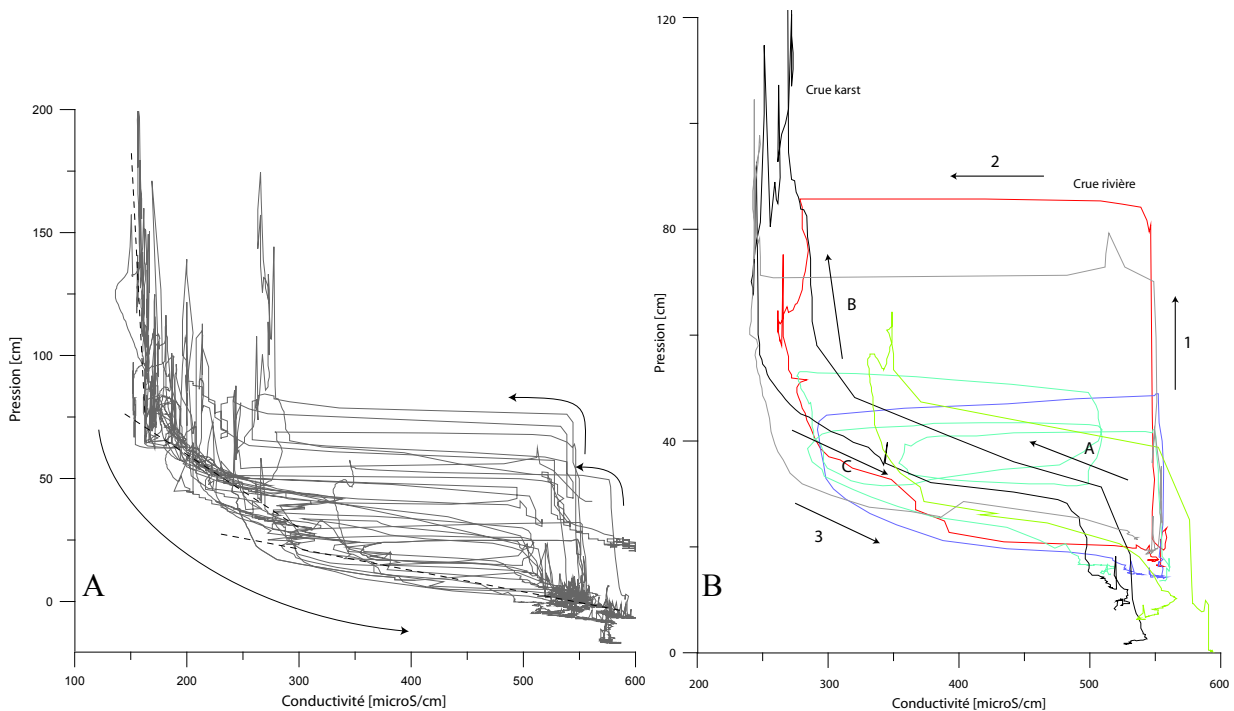 200
150
100
50
0
Pression [cm]
A
100
200
300
400
500
600
Conductivité [microS/cm]
120
80
40
0
Pression [cm]
Crue karst
2
Crue rivière
B
1
A
C
3
B
200
300
400
500
600
Conductivité [microS/cm]